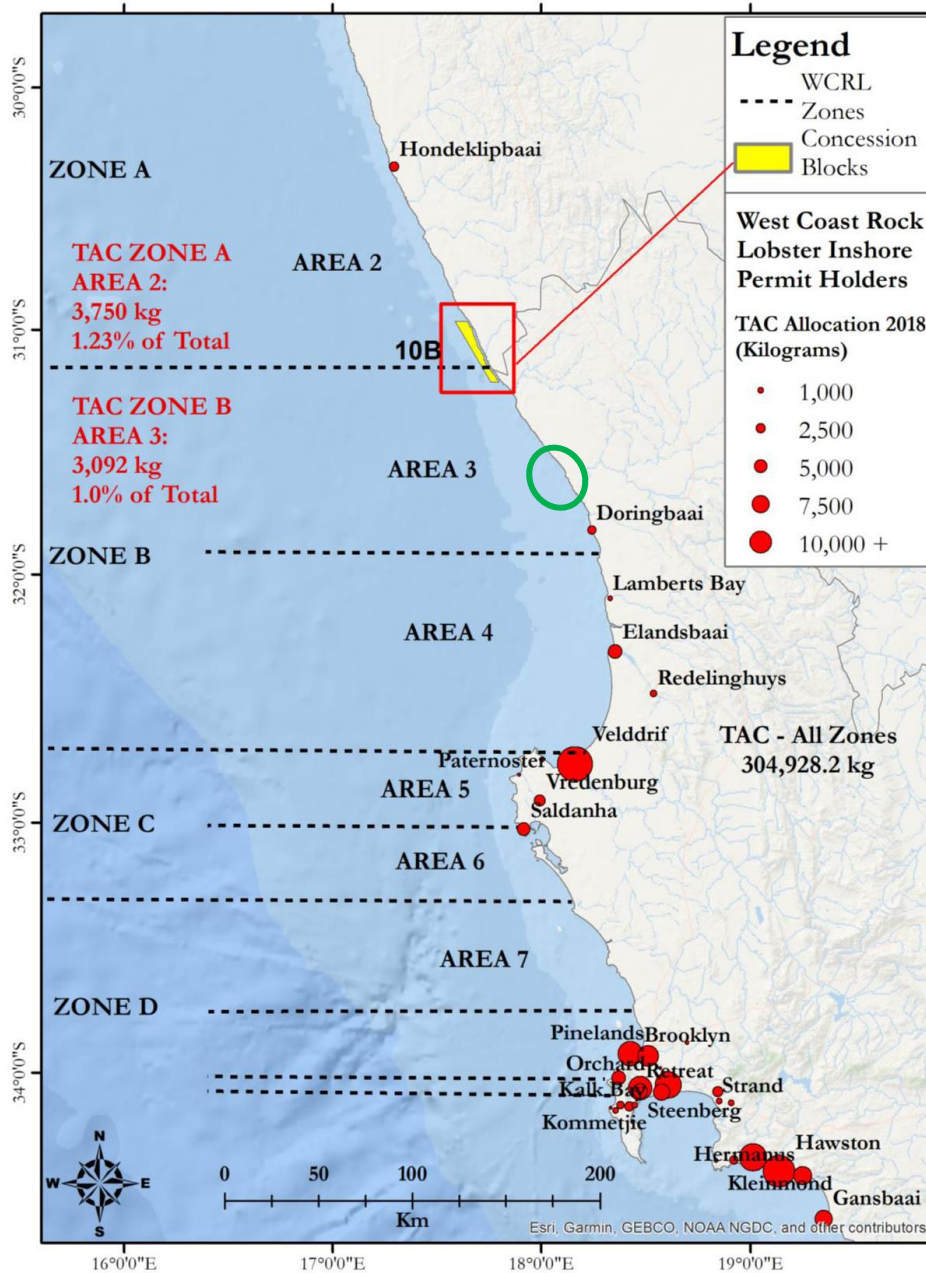 Legend
WCRL
Zones
Concession
Blocks
West Coast Rock
Lobster Inshore
Permit Holders
TAC Allocation 2018
(Kilograms)
1,000
2,500
5,000
7,500
10,000 +
30°0'0"S
31°0'0"S
32°0'0"S
33°0'0"S
34°0'0"S
Hondeklipbaai
ZONE A
TAC ZONE A
AREA 2:
3,750 kg
1.23% of Total
AREA 2
10B
TAC ZONE B
AREA 3:
3,092 kg
1.0% of Total
AREA 3
Doringbaai
ZONE B
Lamberts Bay
AREA 4
Elandsbaai
Redelinghuys
Velddrif
TAC - All Zones
304,928.2 kg
Paternoster
Vredenburg
AREA 5
Saldanha
ZONE C
AREA 6
AREA 7
ZONE D
Pinelands
Brooklyn
Orchard
Retreat
Kalk Bay
Strand
Kommetjie
Steenberg
Hawston
Hermanus
Kleinmond
Gansbaai
N
W
E
S
0
50
100
200
Km
Esri, Garmin, GEBCO, NOAA NGDC, and other contributors
16°0'0"E
17°0'0"E
18°0'0"E
19°0'0"E